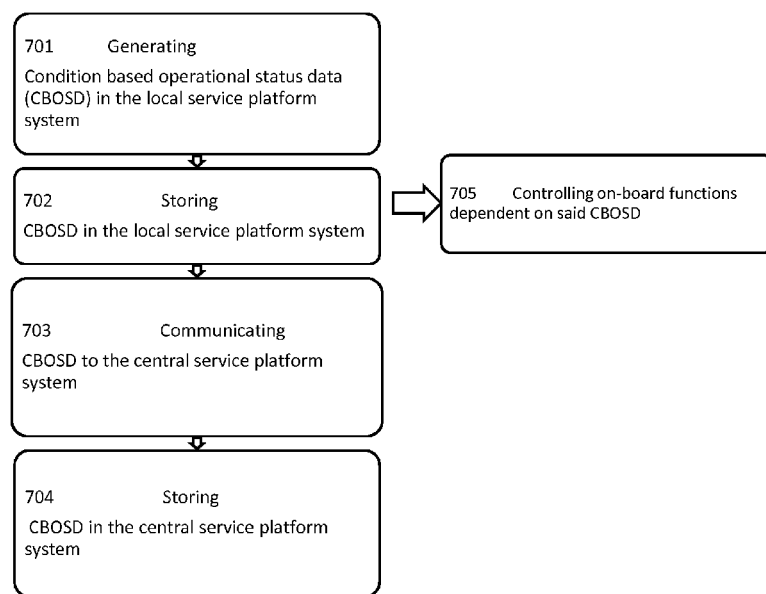 701 Generating
Condition based operational status data
(CBOSD) in the local service platform
system
702 Storing
CBOSD in the local service platform system
705 Controlling on-board functions
dependent on said CBOSD
703 Communicating
CBOSD to the central service platform
system
704 Storing
CBOSD in the central service platform
system